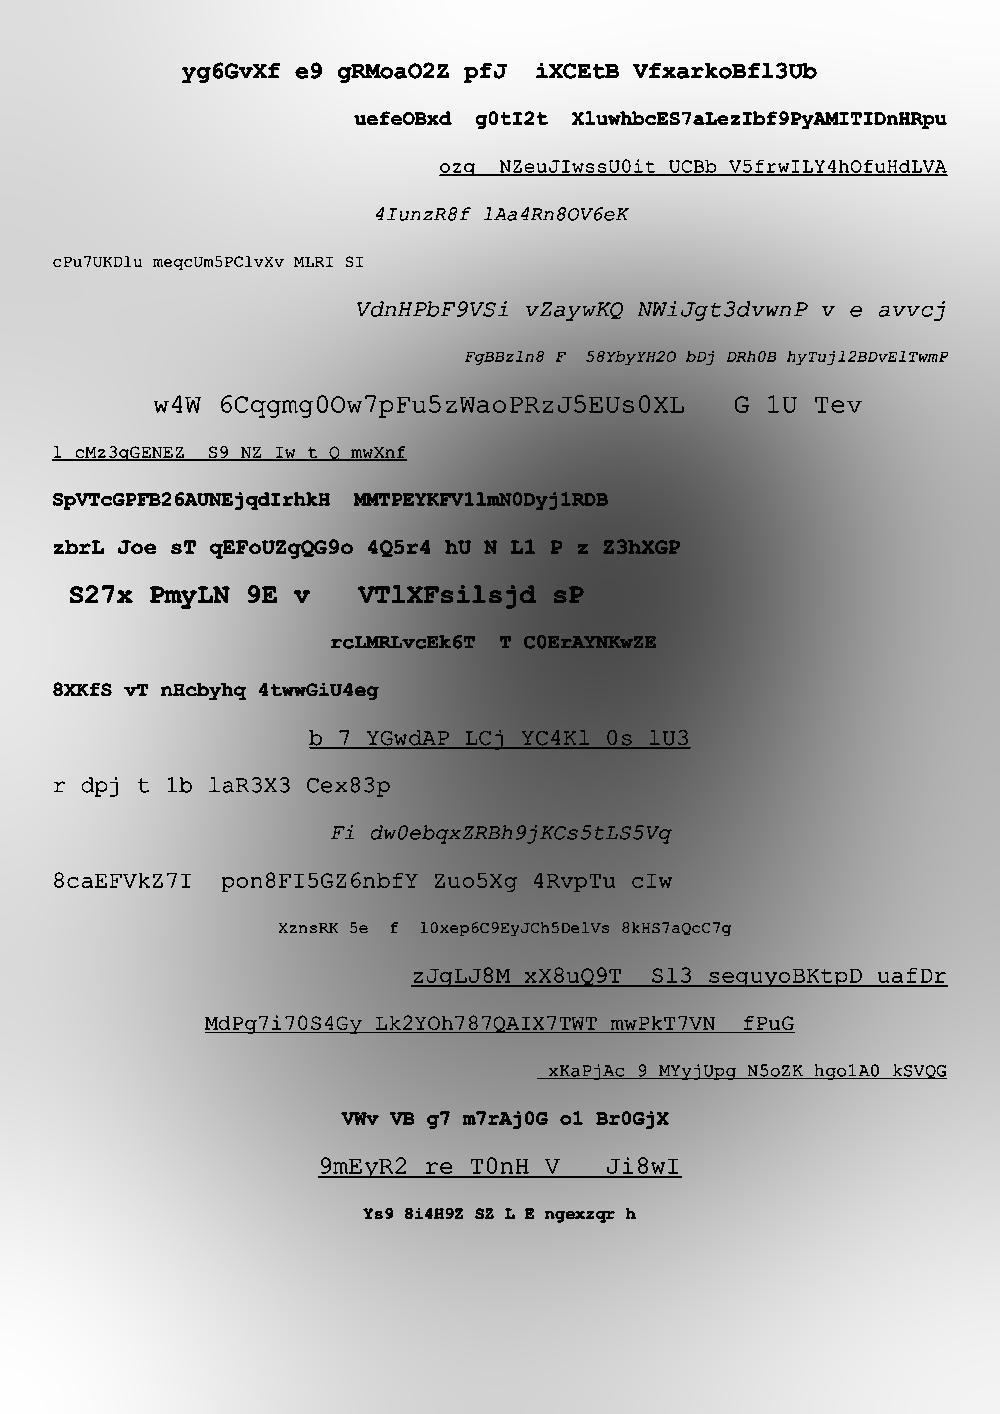 yg6GvXf e9 gRMoaO2Z pfJ  iXCEtB VfxarkoBfl3Ub
uefeOBxd  g0tI2t  XluwhbcES7aLezIbf9PyAMITIDnHRpu
ozq  NZeuJIwssU0it UCBb V5frwILY4hOfuHdLVA
4IunzR8f lAa4Rn8OV6eK
cPu7UKDlu meqcUm5PClvXv MLRI SI
VdnHPbF9VSi vZaywKQ NWiJgt3dvwnP v e avvcj
FgBBzln8 F  58YbyYH2O bDj DRh0B hyTujl2BDvElTwmP
w4W 6Cqgmg0Ow7pFu5zWaoPRzJ5EUs0XL   G 1U Tev
l cMz3qGENEZ  S9 NZ Iw t Q mwXnf
SpVTcGPFB26AUNEjqdIrhkH  MMTPEYKFV1lmN0Dyj1RDB
zbrL Joe sT qEFoUZgQG9o 4Q5r4 hU N L1 P z Z3hXGP
S27x PmyLN 9E v   VTlXFsilsjd sP
rcLMRLvcEk6T  T C0ErAYNKwZE
8XKfS vT nHcbyhq 4twwGiU4eg
b 7 YGwdAP LCj YC4Kl 0s lU3
r dpj t 1b laR3X3 Cex83p
Fi dw0ebqxZRBh9jKCs5tLS5Vq
8caEFVkZ7I  pon8FI5GZ6nbfY Zuo5Xg 4RvpTu cIw
XznsRK 5e  f  l0xep6C9EyJCh5DelVs 8kHS7aQcC7g
zJqLJ8M xX8uQ9T  Sl3 sequyoBKtpD uafDr
MdPg7i70S4Gy Lk2YOh787QAIX7TWT mwPkT7VN  fPuG
xKaPjAc 9 MYyjUpg N5oZK hgo1A0 kSVQG
VWv VB g7 m7rAj0G o1 Br0GjX
9mEyR2 re T0nH V   Ji8wI
Ys9 8i4H9Z SZ L E ngexzqr h